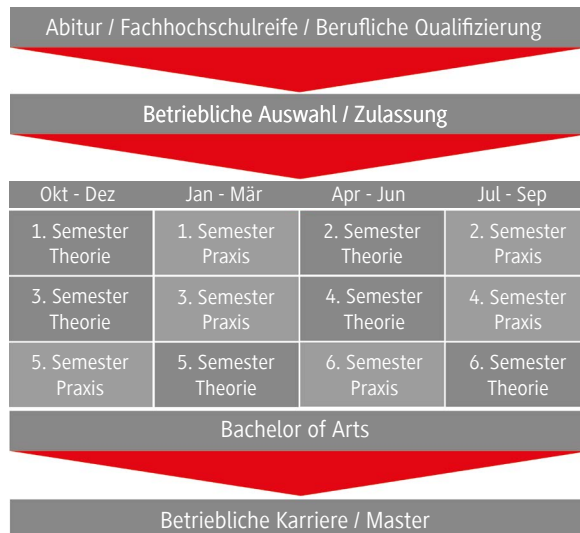 Abitur / Fachhochschulreife / Berufliche Qualifizierung
Betriebliche Auswahl / Zulassung
Okt - Dez Jan - Mär Apr - Jun Jul - Sep
1. Semester 1. Semester 2. Semester 2. Semester
Theorie Praxis Theorie Praxis
3. Semester 3. Semester 4. Semester 4. Semester
Theorie Praxis Theorie Praxis
5. Semester 5. Semester 6. Semester 6. Semester
Praxis Theorie Praxis Theorie
Bachelor of Arts
Betriebliche Karriere / Master